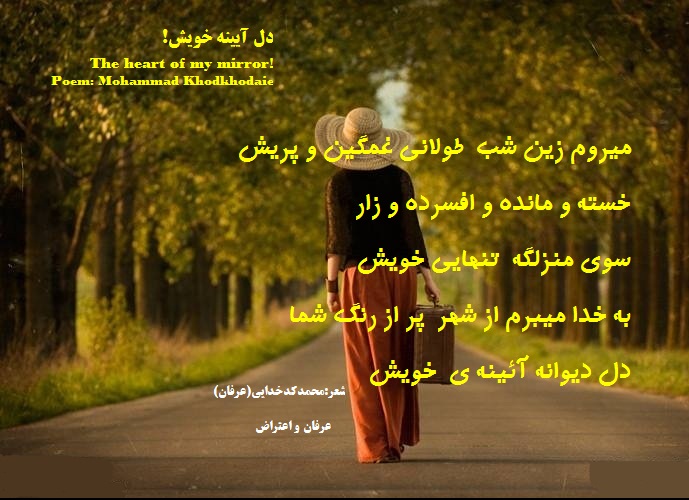 دل آیینه خویش!
The heart of my mirror!
Poem: Mohammad Khodkhodaie
میروم زین شب طولانی غمگین و پریش
خسته و مانده و افسرده و زار
سوی منزلگه تنهایی خویش
به خدا میبرم از شهر پر از رنگ شما
دل دیوانه آئینه ی خویش
شعر:محمدکدخدایی(عرفان)
عرفان و اعتراض